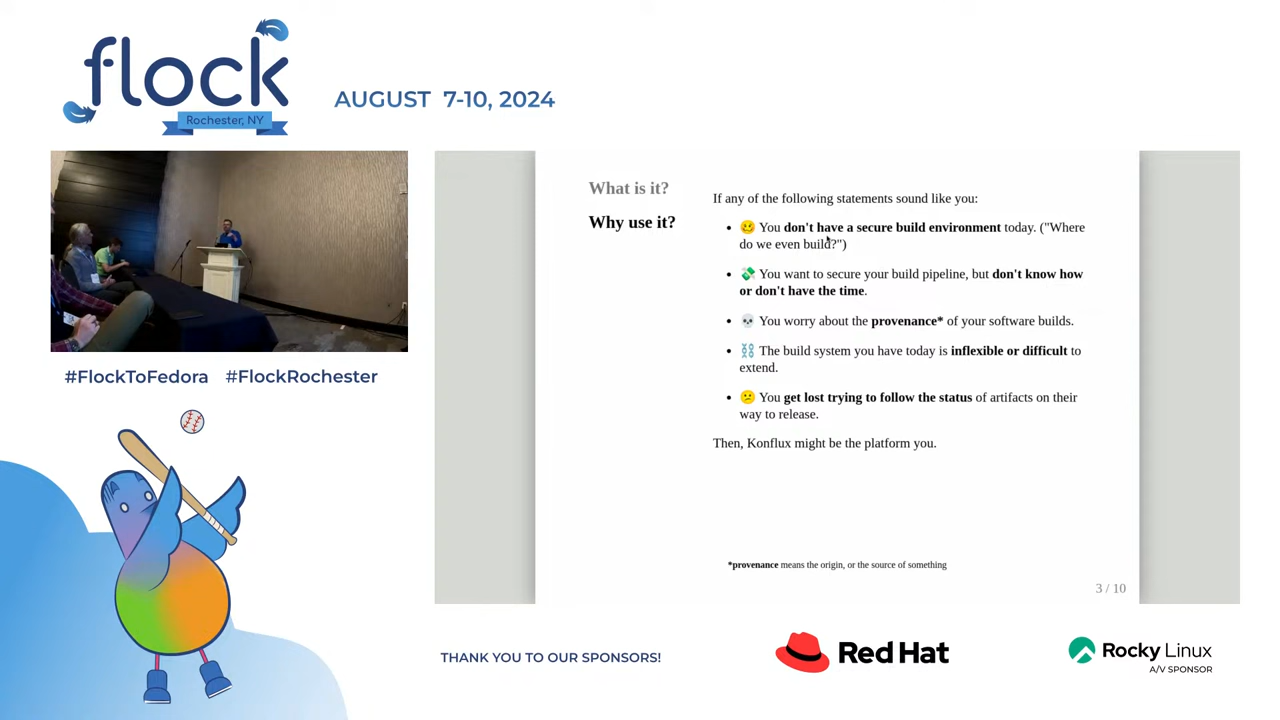 flock
Rochester, NY
AUGUST 7-10, 2024
#FlockToFedora #FlockRochester
What is it?
Why use it?
If any of the following statements sound like you:
• 🥴 You don't have a secure build environment today. ("Where
do we even build?")
• 💸 You want to secure your build pipeline, but don't know how
or don't have the time.
• 💀 You worry about the provenance* of your software builds.
• ⛓ The build system you have today is inflexible or difficult to
extend.
• 😕 You get lost trying to follow the status of artifacts on their
way to release.
Then, Konflux might be the platform you.
*provenance means the origin, or the source of something
3 / 10
THANK YOU TO OUR SPONSORS!
Red Hat
Rocky Linux
A/V SPONSOR